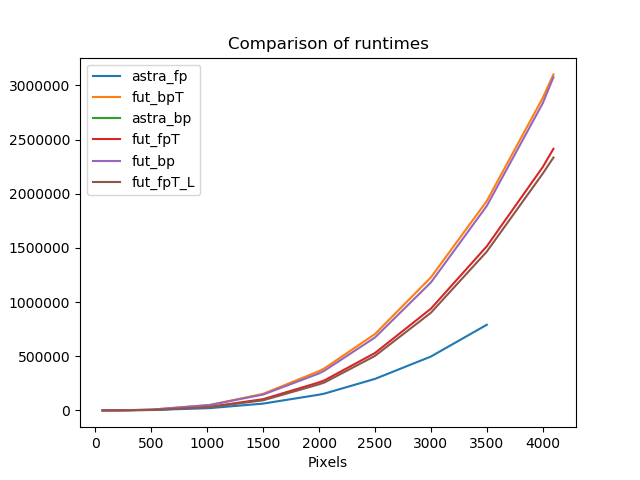 Comparison of runtimes
astra_fp
fut_bpT
astra_bp
fut_fpT
fut_bp
fut_fpT_L
3000000
2500000
2000000
1500000
1000000
500000
0
0 500 1000 1500 2000 2500 3000 3500 4000
Pixels